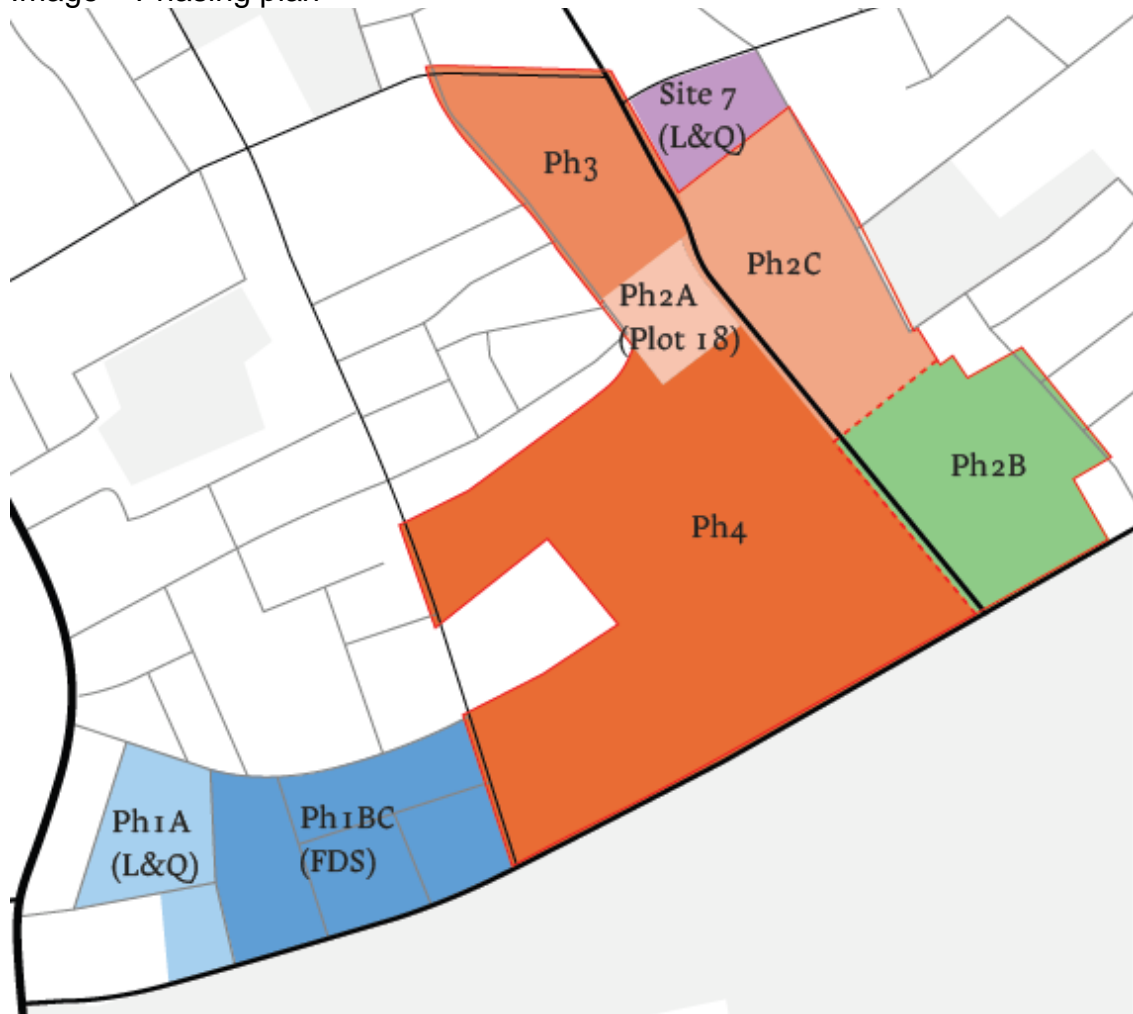 Site 7
(L&Q)
Ph3
Ph2C
Ph2A
(Plot 18)
Ph2B
Ph4
Ph1A
(L&Q)
Ph1BC
(FDS)